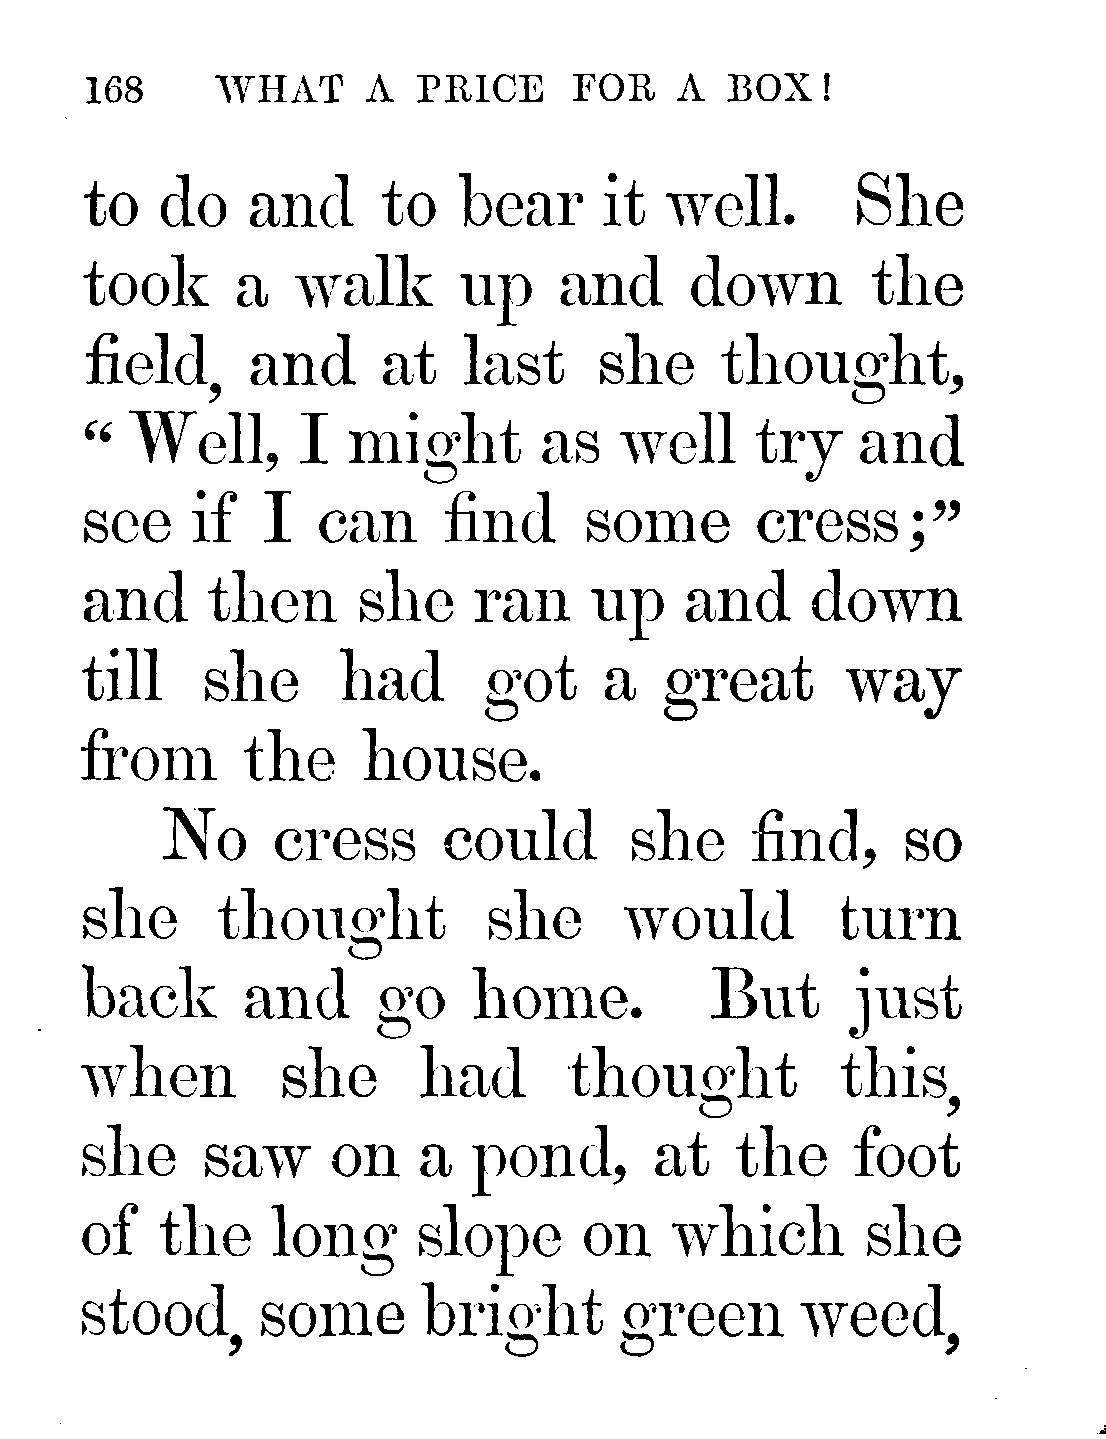 168 WHAT A PRICE FOR A BOX!
to do and to bear it well. She
took a walk up and down the
field, and at last she thought,
“Well, I might as well try and
see if I can find some cress;”
and then she ran up and down
till she had got a great way
from the house.
No cress could she find, so
she thought she would turn
back and go home. But just
when she had thought this,
she saw on a pond, at the foot
of the long slope on which she
stood, some bright green weed,